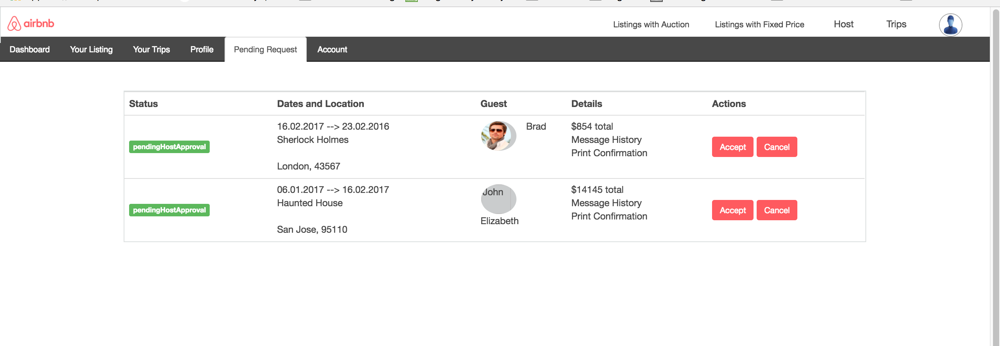 airbnb
Listings with Auction
Listings with Fixed Price
Host
Trips
Dashboard
Your Listing
Your Trips
Profile
Pending Request
Account
Status
Dates and Location
Guest
Details
Actions
pendingHostApproval
16.02.2017 --> 23.02.2016
Sherlock Holmes
London, 43567
Brad
$854 total
Message History
Print Confirmation
Accept
Cancel
pendingHostApproval
06.01.2017 --> 16.02.2017
Haunted House
San Jose, 95110
John
Elizabeth
$14145 total
Message History
Print Confirmation
Accept
Cancel